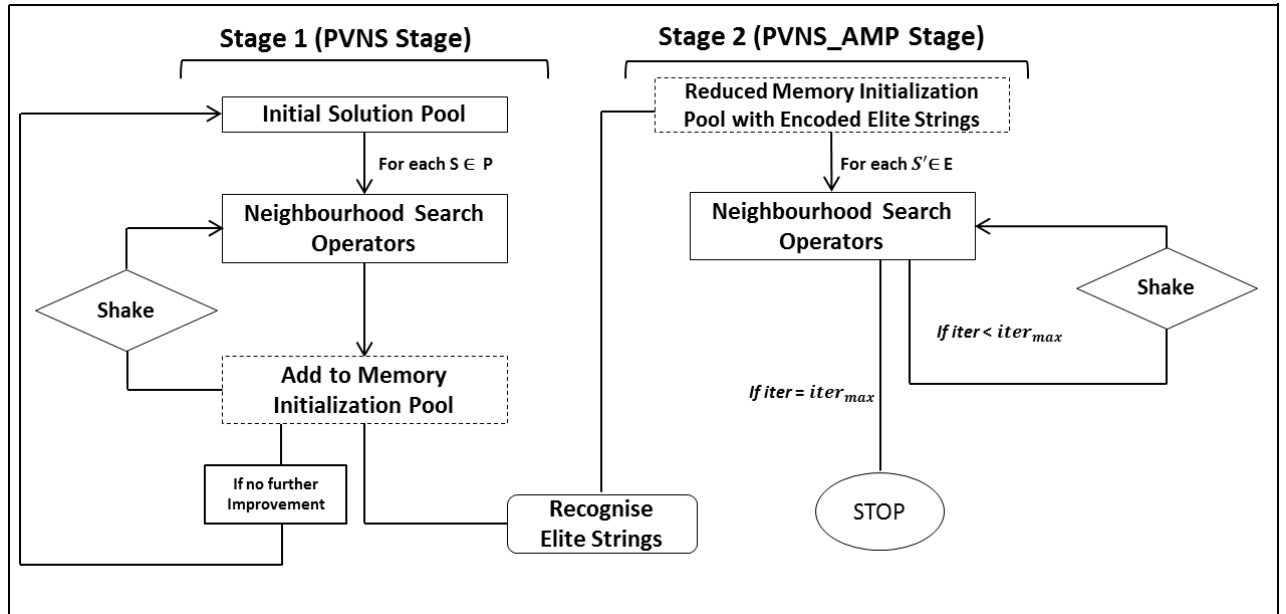 Stage 1 (PVNS Stage)
Initial Solution Pool
For each S ∈ P
Neighbourhood Search
Operators
Shake
Add to Memory
Initialization Pool
If no further
Improvement
Recognise
Elite Strings
Stage 2 (PVNS_AMP Stage)
Reduced Memory Initialization
Pool with Encoded Elite Strings
For each S′∈ E
Neighbourhood Search
Operators
Shake
If iter < iter_max
If iter = iter_max
STOP